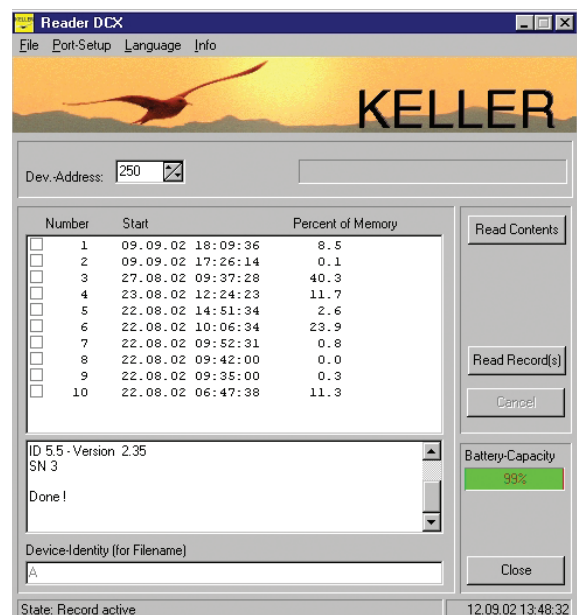 KELLER Reader DCX
File Port-Setup Language Info
KELLER
Dev.-Address: 250
Number Start Percent of Memory
1 09.09.02 18:09:36 8.5
2 09.09.02 17:26:14 0.1
3 27.08.02 09:37:28 40.3
4 23.08.02 12:24:23 11.7
5 22.08.02 14:51:34 2.6
6 22.08.02 10:06:34 23.9
7 22.08.02 09:52:31 0.8
8 22.08.02 09:42:00 0.0
9 22.08.02 09:35:00 0.3
10 22.08.02 06:47:38 11.3
Read Contents
Read Record(s)
Cancel
ID 5.5 - Version 2.35
SN 3
Done !
Battery-Capacity
99%
Device-Identity (for Filename)
A
Close
State: Record active 12.09.02 13:48:32